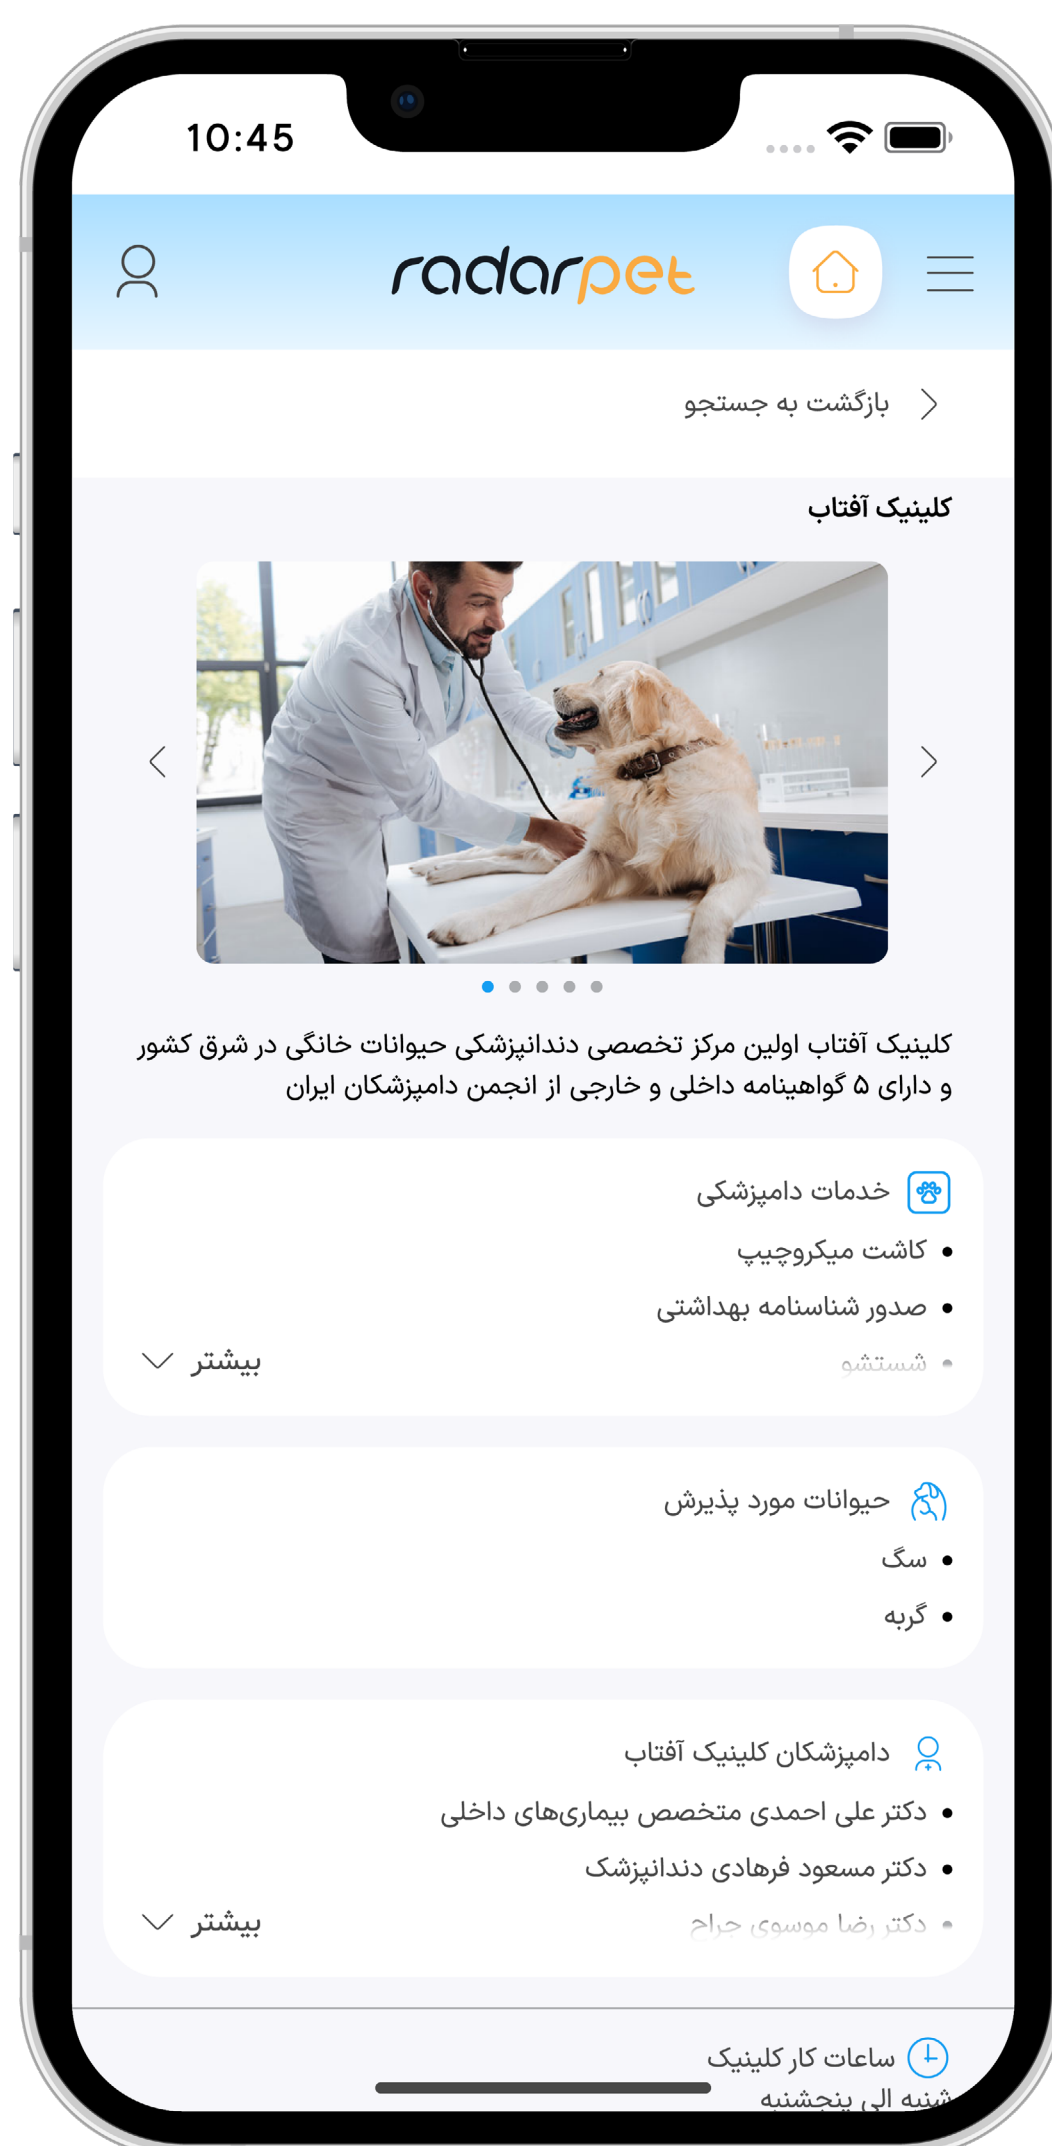 10:45
radarpet
بازگشت به جستجو
کلینیک آفتاب
کلینیک آفتاب اولین مرکز تخصصی دندانپزشکی حیوانات خانگی در شرق کشور
و دارای ۵ گواهینامه داخلی و خارجی از انجمن دامپزشکان ایران
خدمات دامپزشکی
• کاشت میکروچیپ
• صدور شناسنامه بهداشتی
• شستشو
بیشتر
حیوانات مورد پذیرش
• سگ
• گربه
دامپزشکان کلینیک آفتاب
• دکتر علی احمدی متخصص بیماری‌های داخلی
• دکتر مسعود فرهادی دندانپزشک
• دکتر رضا موسوی جراح
بیشتر
ساعات کار کلینیک
شنبه الی پنجشنبه